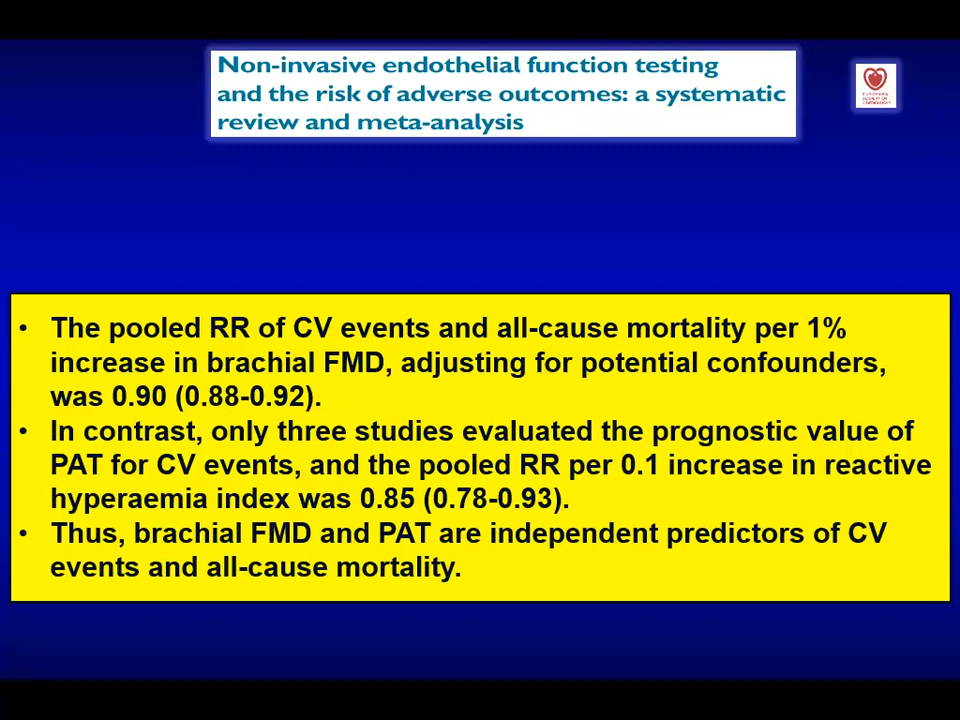 Non-invasive endothelial function testing
and the risk of adverse outcomes: a systematic
review and meta-analysis
EUROPEAN
SOCIETY OF
CARDIOLOGY
• The pooled RR of CV events and all-cause mortality per 1%
increase in brachial FMD, adjusting for potential confounders,
was 0.90 (0.88-0.92).
• In contrast, only three studies evaluated the prognostic value of
PAT for CV events, and the pooled RR per 0.1 increase in reactive
hyperaemia index was 0.85 (0.78-0.93).
• Thus, brachial FMD and PAT are independent predictors of CV
events and all-cause mortality.